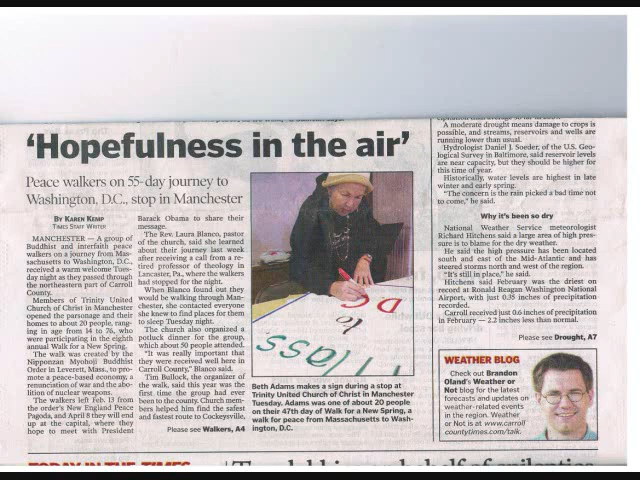 'Hopefulness in the air'
Peace walkers on 55-day journey to
Washington, D.C., stop in Manchester
BY KAREN KEMP
TIMES STAFF WRITER
MANCHESTER — A group of
Buddhist and interfaith peace
walkers on a journey from Mas-
sachusetts to Washington, D.C.,
received a warm welcome Tues-
day night as they passed through
the northeastern part of Carroll
County.
Members of Trinity United
Church of Christ in Manchester
opened the parsonage and their
homes to about 20 people, rang-
ing in age from 14 to 76, who
were participating in the eighth
annual Walk for a New Spring.
The walk was created by the
Nipponzan Myohoji Buddhist
Order in Leverett, Mass., to pro-
mote a peace-based economy, a
renunciation of war and the abo-
lition of nuclear weapons.
The walkers left Feb. 13 from
the order's New England Peace
Pagoda, and April 8 they will end
up at the capital, where they
hope to meet with President
Barack Obama to share their
message.
The Rev. Laura Blanco, pastor
of the church, said she learned
about their journey last week
after receiving a call from a re-
tired professor of theology in
Lancaster, Pa., where the walkers
had stopped for the night.
When Blanco found out they
would be walking through Man-
chester, she contacted everyone
she knew to find places for them
to sleep Tuesday night.
The church also organized a
potluck dinner for the group,
which about 50 people attended.
"It was really important that
they were received well here in
Carroll County," Blanco said.
Tim Bullock, the organizer of
the walk, said this year was the
first time the group had ever
been to the county. Church mem-
bers helped him find the safest
and fastest route to Cockeysville.
Please see Walkers, A4
DC
to
Mass
Beth Adams makes a sign during a stop at
Trinity United Church of Christ in Manchester
Tuesday. Adams was one of about 20 people
on their 47th day of Walk for a New Spring, a
walk for peace from Massachusetts to Wash-
ington, D.C.
A moderate drought means damage to crops is
possible, and streams, reservoirs and wells are
running lower than usual.
Hydrologist Daniel J. Soeder, of the U.S. Geo-
logical Survey in Baltimore, said reservoir levels
are near capacity, but they should be higher for
this time of year.
Historically, water levels are highest in late
winter and early spring.
"The concern is the rain picked a bad time not
to come," he said.
Why it's been so dry
National Weather Service meteorologist
Richard Hitchens said a large area of high pres-
sure is to blame for the dry weather.
He said the high pressure has been located
south and east of the Mid-Atlantic and has
steered storms north and west of the region.
"It's still in place," he said.
Hitchens said February was the driest on
record at Ronald Reagan Washington National
Airport, with just 0.35 inches of precipitation
recorded.
Carroll received just 0.6 inches of precipitation
in February — 2.2 inches less than normal.
Please see Drought, A7
WEATHER BLOG
Check out Brandon
Oland's Weather or
Not blog for the latest
forecasts and updates on
weather-related events
in the region. Weather
or Not is at www.carroll
countytimes.com/talk.
TODAY IN THE TIMES